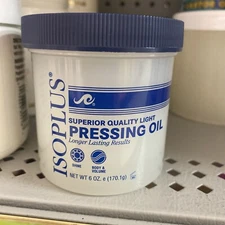 ISOPLUS®
SUPERIOR QUALITY LIGHT
PRESSING OIL
Longer Lasting Results
SHINE
BODY &
VOLUME
NET WT 6 OZ. e (170.1g)